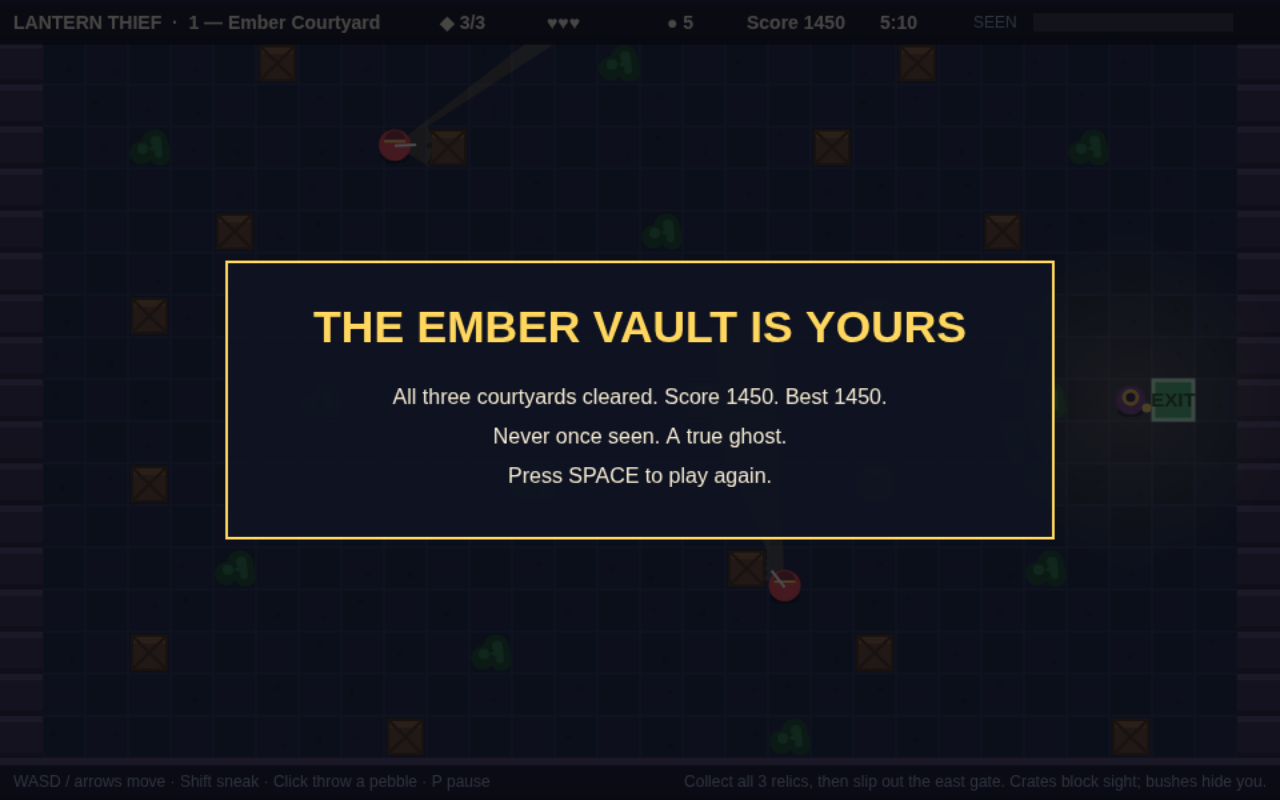 LANTERN THIEF · 1 — Ember Courtyard ◆ 3/3 ♥♥♥ ● 5 Score 1450 5:10 SEEN
THE EMBER VAULT IS YOURS
All three courtyards cleared. Score 1450. Best 1450.
Never once seen. A true ghost.
Press SPACE to play again.
EXIT
WASD / arrows move · Shift sneak · Click throw a pebble · P pause
Collect all 3 relics, then slip out the east gate. Crates block sight; bushes hide you.